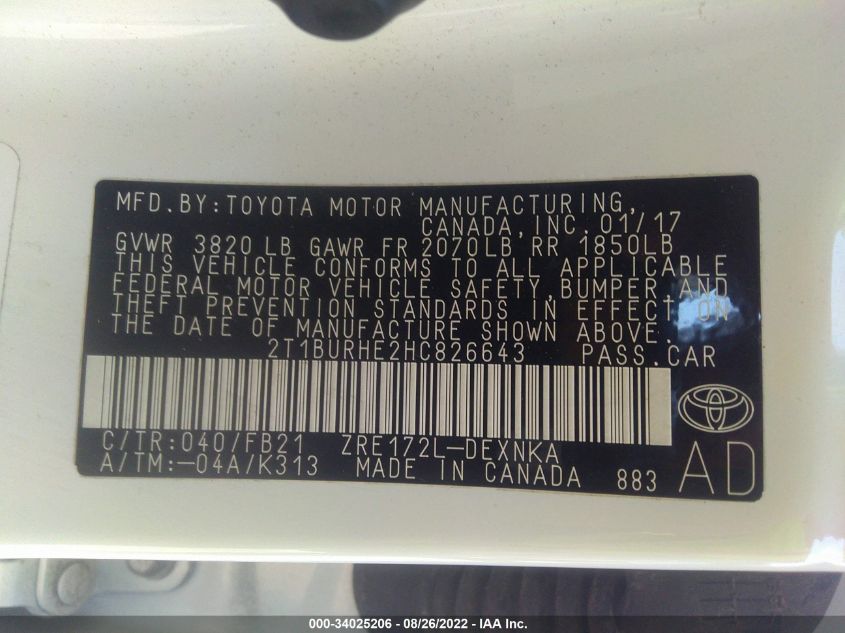 MFD.BY:TOYOTA MOTOR MANUFACTURING,
CANADA,INC. 01/17
GVWR 3820LB GAWR FR 2070LB RR 1850LB
THIS VEHICLE CONFORMS TO ALL APPLICABLE
FEDERAL MOTOR VEHICLE SAFETY,BUMPER,AND
THEFT PREVENTION STANDARDS IN EFFECT ON
THE DATE OF MANUFACTURE SHOWN ABOVE.
2T1BURHE2HC826643 PASS.CAR
C/TR:040/FB21 ZRE172L-DEXNKA
A/TM:-04A/K313 MADE IN CANADA 883 AD
000-34025206 - 08/26/2022 - IAA Inc.